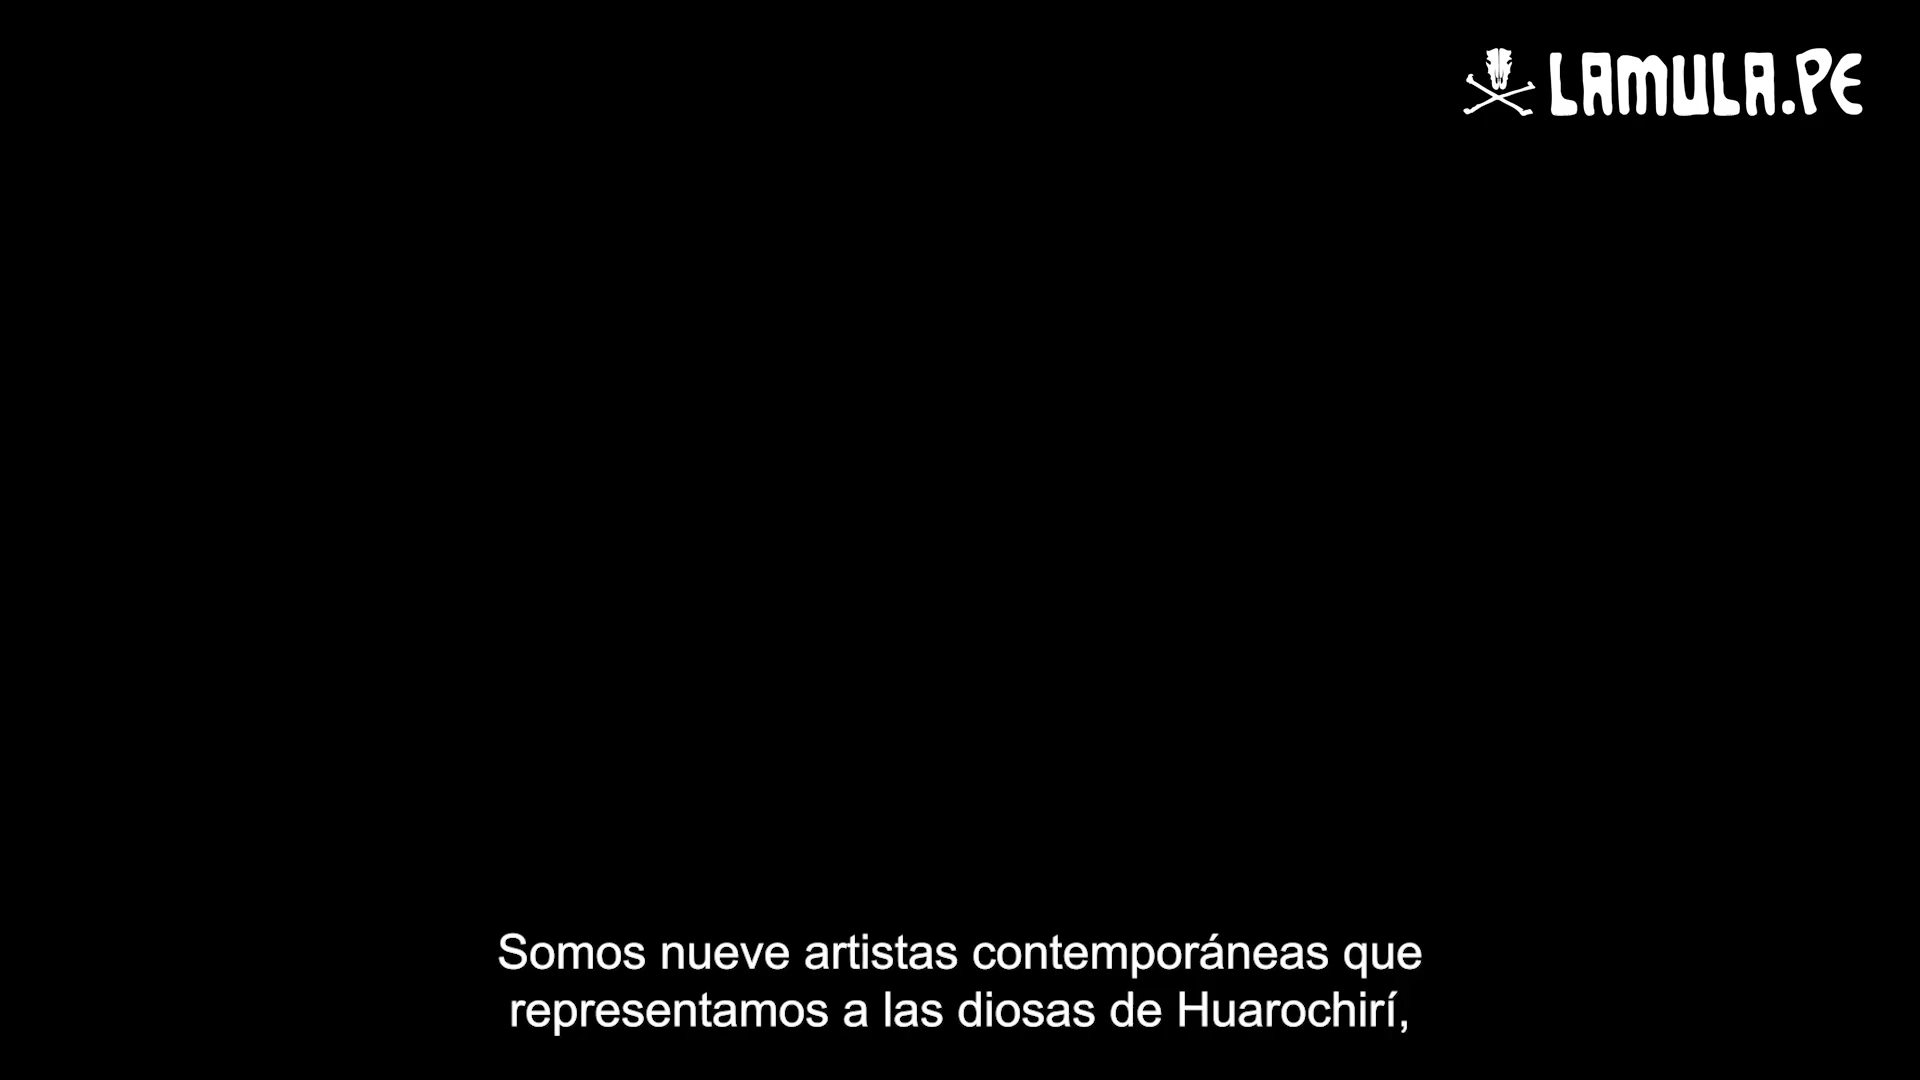 LAMULA.PE
Somos nueve artistas contemporáneas que
representamos a las diosas de Huarochirí,